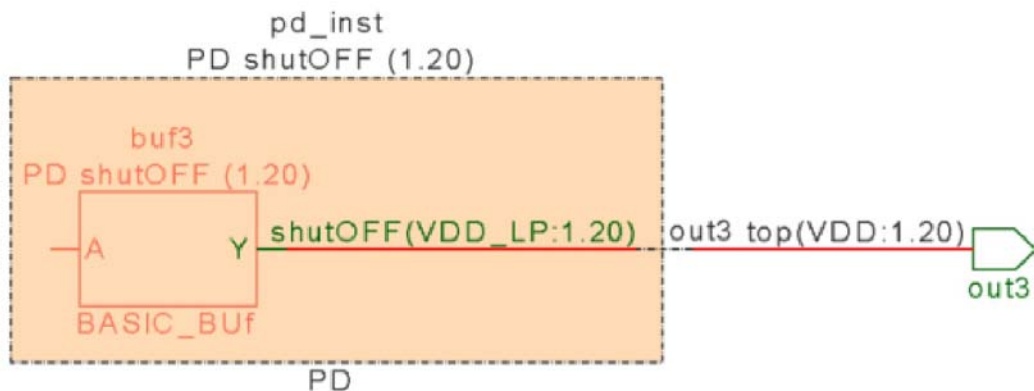 pd_inst
PD shutOFF (1.20)
buf3
PD shutOFF (1.20)
shutOFF(VDD_LP:1.20) out3 top(VDD:1.20)
A Y
out3
BASIC_BUf
PD